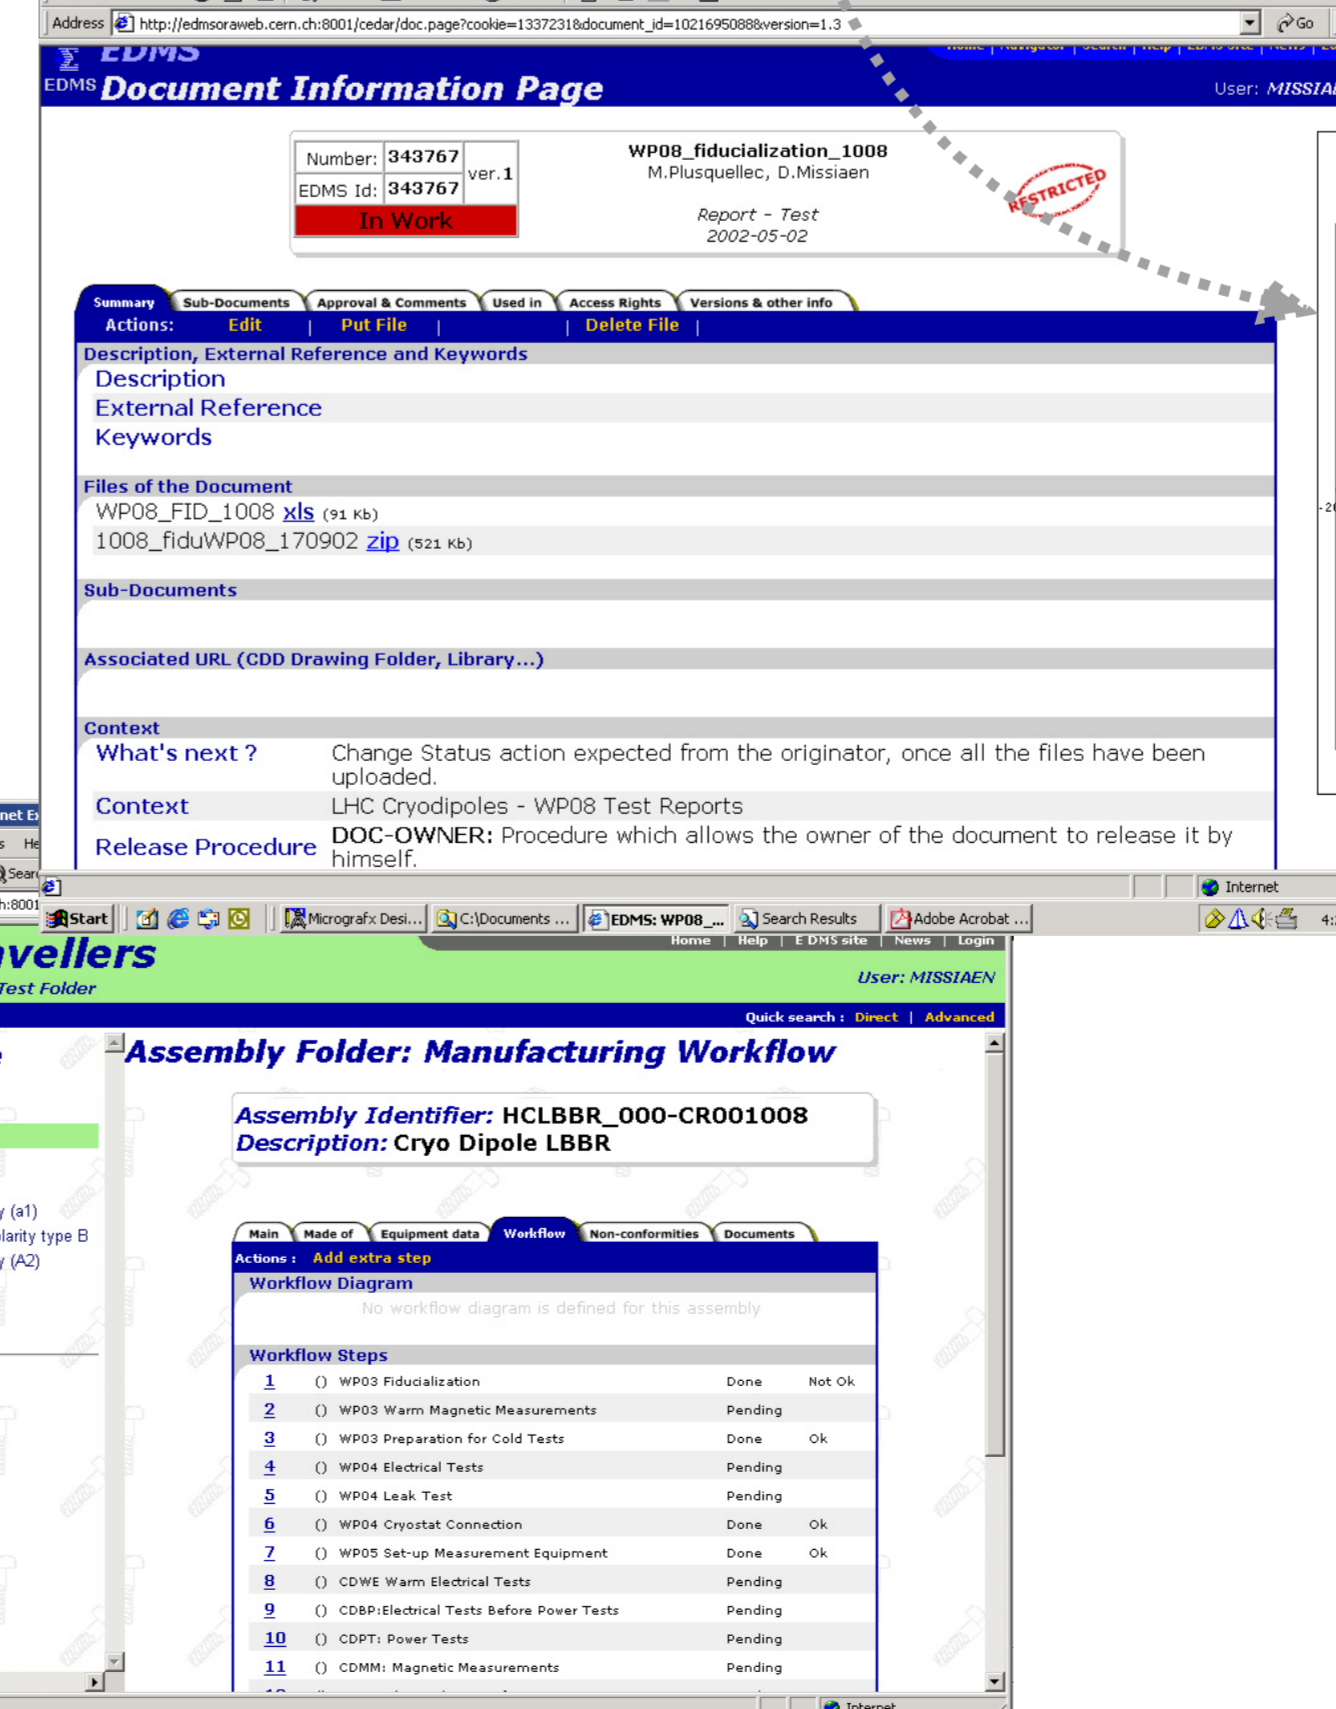 Address http://edmsoraweb.cern.ch:8001/cedar/doc.page?cookie=1337231&document_id=1021695088&version=1.3 Go
EDMS
EDMS Document Information Page
User: MISSIA
Number: 343767 ver.1
EDMS Id: 343767
In Work
WP08_fiducialization_1008
M.Plusquellec, D.Missiaen
Report - Test
2002-05-02
RESTRICTED
Summary Sub-Documents Approval & Comments Used in Access Rights Versions & other info
Actions: Edit | Put File | | Delete File |
Description, External Reference and Keywords
Description
External Reference
Keywords
Files of the Document
WP08_FID_1008 xls (91 Kb)
1008_fiduWP08_170902 zip (521 Kb)
Sub-Documents
Associated URL (CDD Drawing Folder, Library...)
Context
What's next ? Change Status action expected from the originator, once all the files have been
uploaded.
Context LHC Cryodipoles - WP08 Test Reports
Release Procedure DOC-OWNER: Procedure which allows the owner of the document to release it by
himself.
Internet
Start Micrografx Desi... C:\Documents ... EDMS: WP08_... Search Results Adobe Acrobat ... 4:
net Ex
s He
Sear
h:8001
vellers
Test Folder
Home | Help | EDMS site | News | Login
User: MISSIAEN
Quick search : Direct | Advanced
y (a1)
larity type B
y (A2)
Assembly Folder: Manufacturing Workflow
Assembly Identifier: HCLBBR_000-CR001008
Description: Cryo Dipole LBBR
Main Made of Equipment data Workflow Non-conformities Documents
Actions : Add extra step
Workflow Diagram
No workflow diagram is defined for this assembly
Workflow Steps
1 () WP03 Fiducialization Done Not Ok
2 () WP03 Warm Magnetic Measurements Pending
3 () WP03 Preparation for Cold Tests Done Ok
4 () WP04 Electrical Tests Pending
5 () WP04 Leak Test Pending
6 () WP04 Cryostat Connection Done Ok
7 () WP05 Set-up Measurement Equipment Done Ok
8 () CDWE Warm Electrical Tests Pending
9 () CDBP:Electrical Tests Before Power Tests Pending
10 () CDPT: Power Tests Pending
11 () CDMM: Magnetic Measurements Pending
Internet